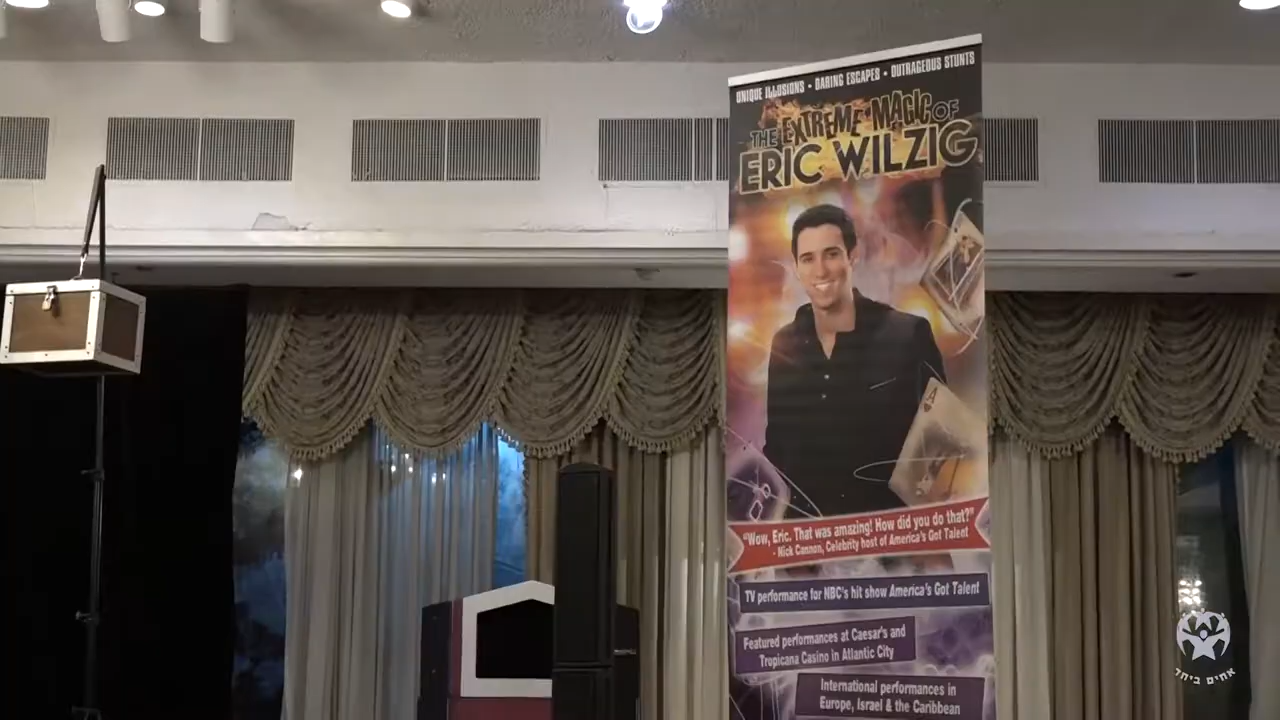 UNIQUE ILLUSIONS • DARING ESCAPES • OUTRAGEOUS STUNTS
THE EXTREME MAGIC OF
ERIC WILZIG
A
"Wow, Eric. That was amazing! How did you do that?"
- Nick Cannon, Celebrity host of America's Got Talent
TV performance for NBC's hit show America's Got Talent
Featured performances at Caesar's and
Tropicana Casino in Atlantic City
International performances in
Europe, Israel & the Caribbean
אחים ביחד